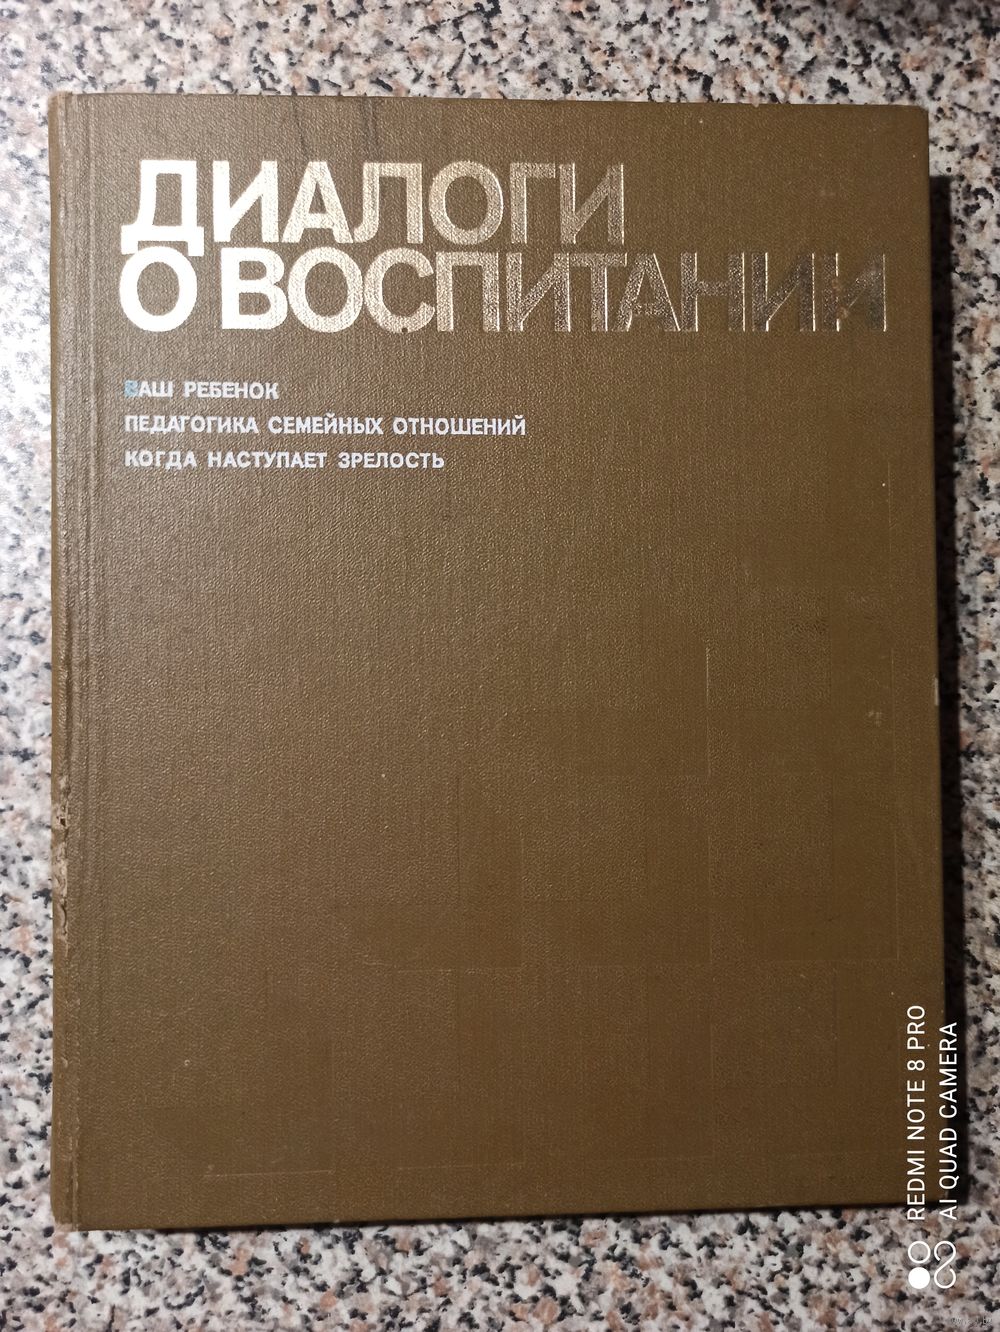 ДИАЛОГИ
О ВОСПИТАНИИ
ВАШ РЕБЕНОК
ПЕДАГОГИКА СЕМЕЙНЫХ ОТНОШЕНИЙ
КОГДА НАСТУПАЕТ ЗРЕЛОСТЬ
REDMI NOTE 8 PRO
AI QUAD CAMERA